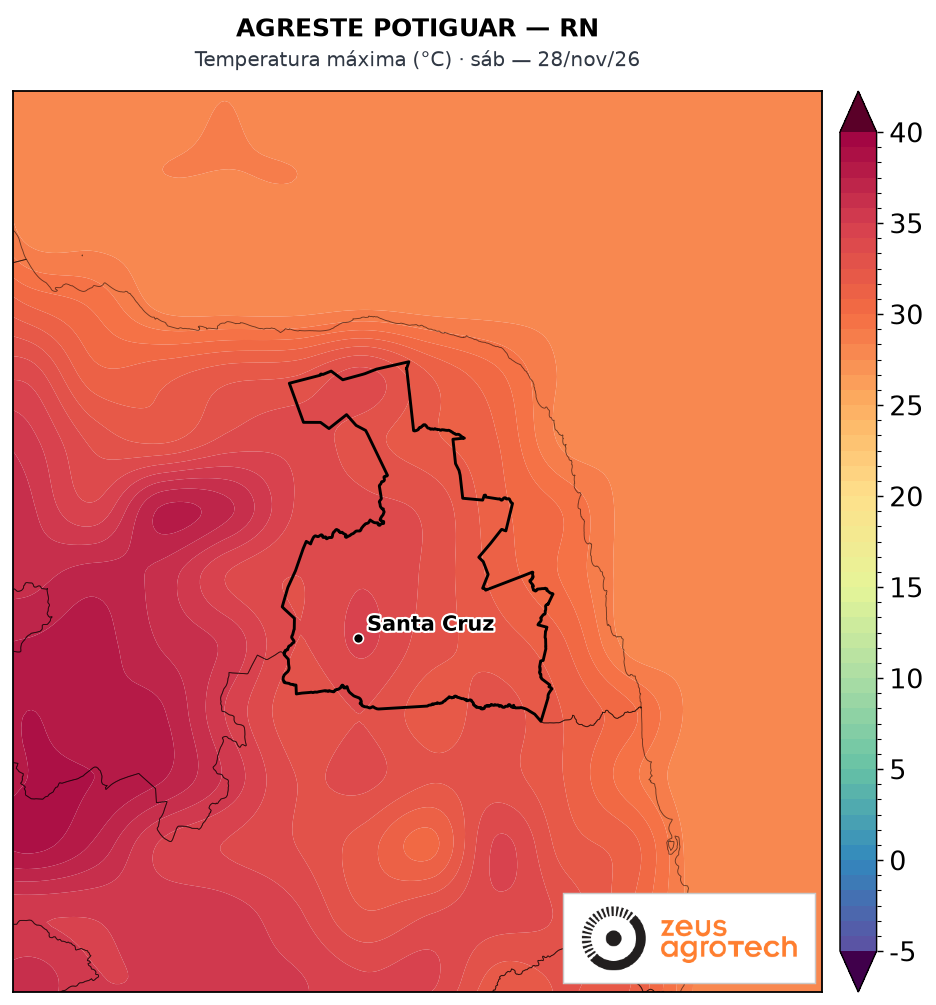 AGRESTE POTIGUAR — RN
Temperatura máxima (°C) · sáb — 28/nov/26
40
35
30
25
20
15
10
5
0
-5
Santa Cruz
zeus
agroTech